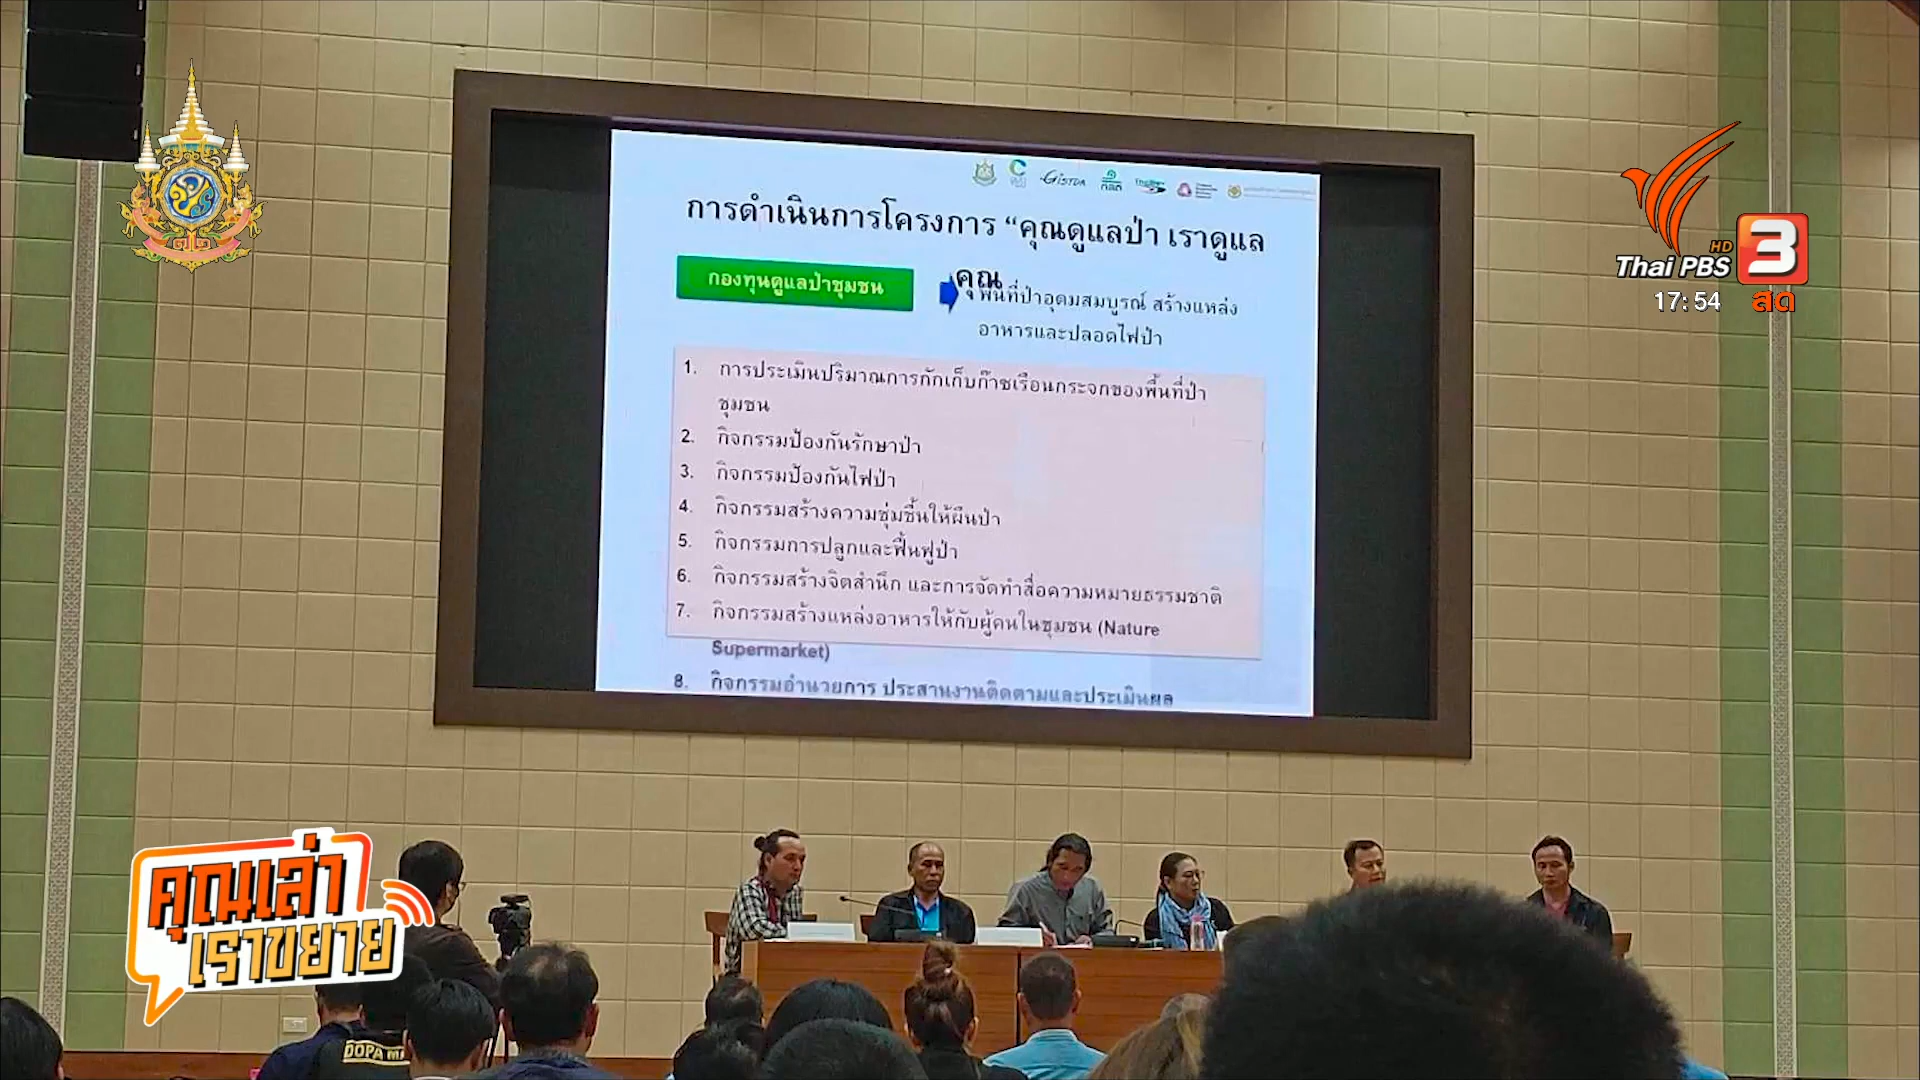 ๗๒
GISTDA
การดำเนินการโครงการ “คุณดูแลป่า เราดูแล
คุณ
กองทุนดูแลป่าชุมชน
พื้นที่ป่าอุดมสมบูรณ์ สร้างแหล่ง
อาหารและปลอดไฟป่า
1. การประเมินปริมาณการกักเก็บก๊าซเรือนกระจกของพื้นที่ป่า
ชุมชน
2. กิจกรรมป้องกันรักษาป่า
3. กิจกรรมป้องกันไฟป่า
4. กิจกรรมสร้างความชุ่มชื้นให้ผืนป่า
5. กิจกรรมการปลูกและฟื้นฟูป่า
6. กิจกรรมสร้างจิตสำนึก และการจัดทำสื่อความหมายธรรมชาติ
7. กิจกรรมสร้างแหล่งอาหารให้กับผู้คนในชุมชน (Nature
Supermarket)
8. กิจกรรมอำนวยการ ประสานงานติดตามและประเมินผล
HD
Thai PBS 3
17:54 สด
คุณเล่า
เราขยาย
DOPA